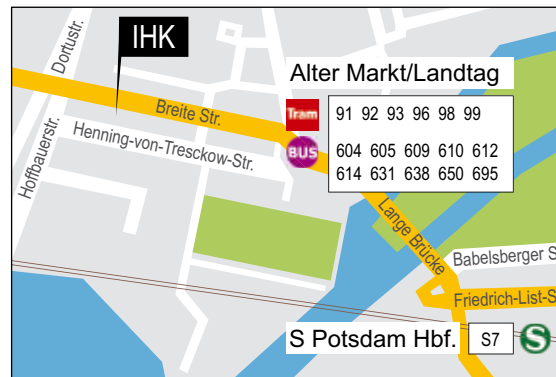 Dortustr.
IHK
Alter Markt/Landtag
Tram
91 92 93 96 98 99
Breite Str.
Hoffbauerstr.
Henning-von-Tresckow-Str.
BUS
604 605 609 610 612
614 631 638 650 695
Lange Brücke
Babelsberger S
Friedrich-List-S
S Potsdam Hbf.
S7
S